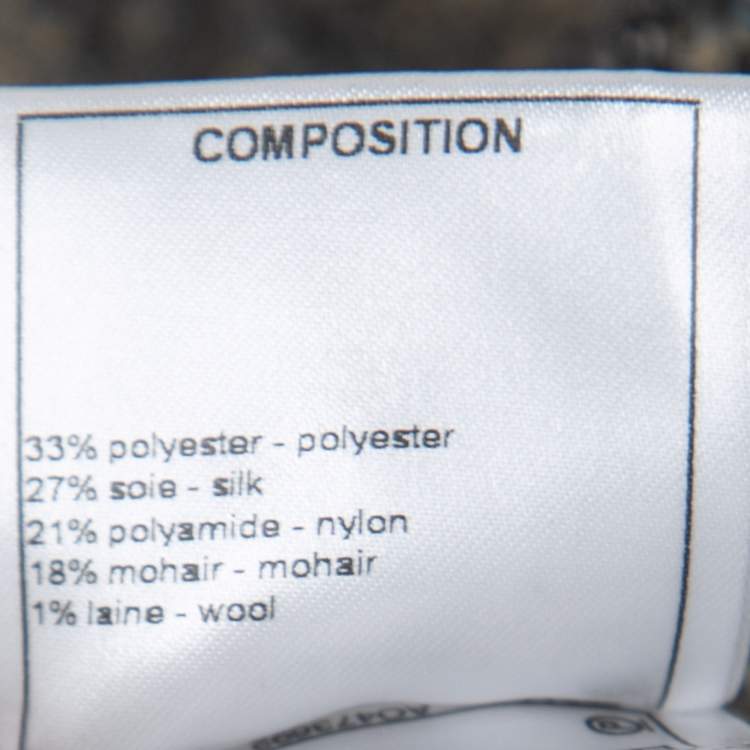 COMPOSITION
33% polyester - polyester
27% soie - silk
21% polyamide - nylon
18% mohair - mohair
1% laine - wool